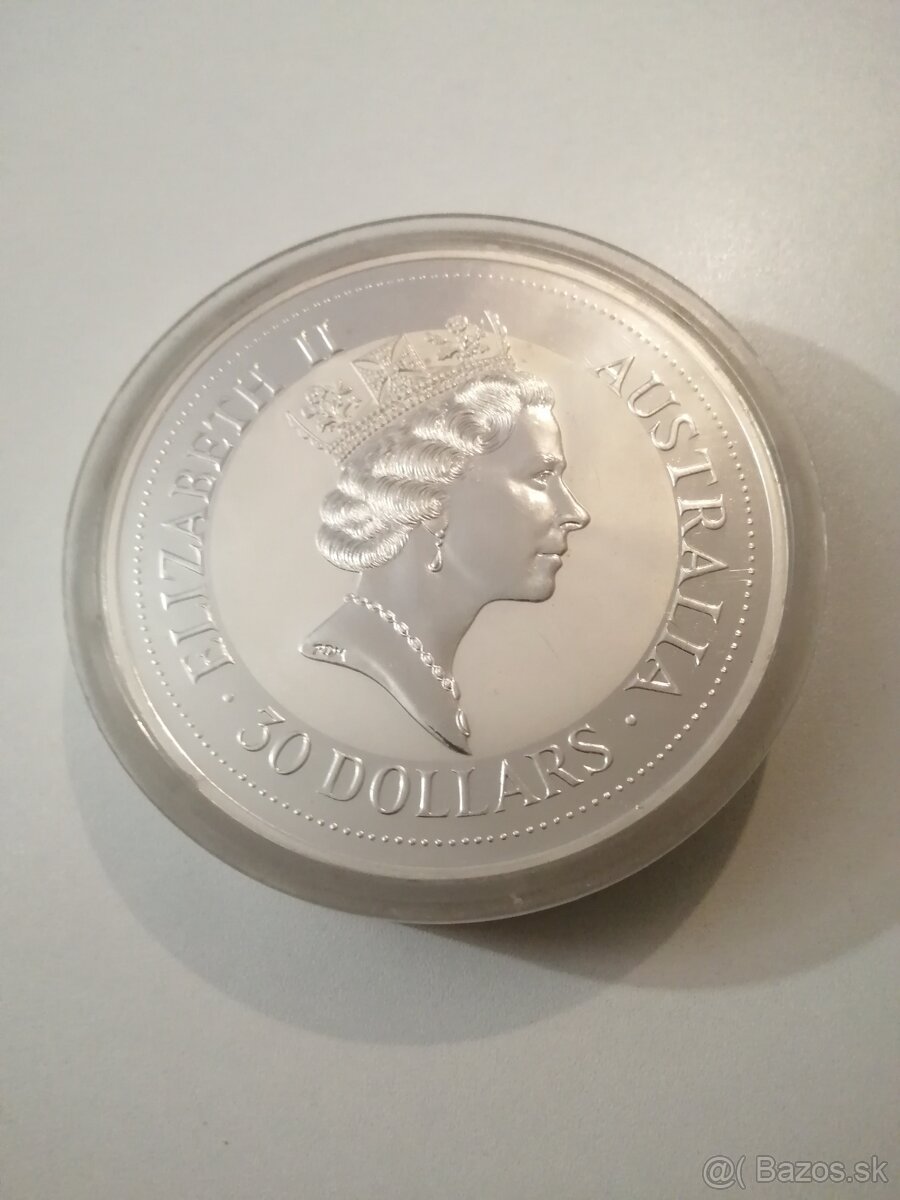 ELIZABETH II
AUSTRALIA
· 30 DOLLARS ·
RDM
@( Bazos.sk